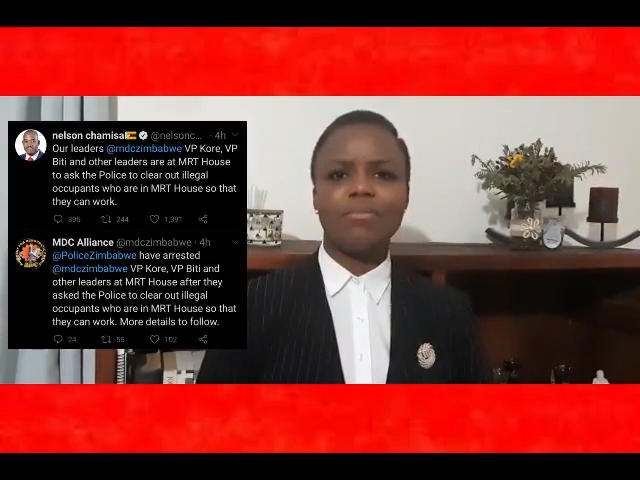 nelson chamisa @nelsonc... · 4h
Our leaders @mdczimbabwe VP Kore, VP
Biti and other leaders are at MRT House
to ask the Police to clear out illegal
occupants who are in MRT House so that
they can work.
395 244 1,391
MDC Alliance @mdczimbabwe · 4h
@PoliceZimbabwe have arrested
@mdczimbabwe VP Kore, VP Biti and
other leaders at MRT House after they
asked the Police to clear out illegal
occupants who are in MRT House so that
they can work. More details to follow.
24 55 102